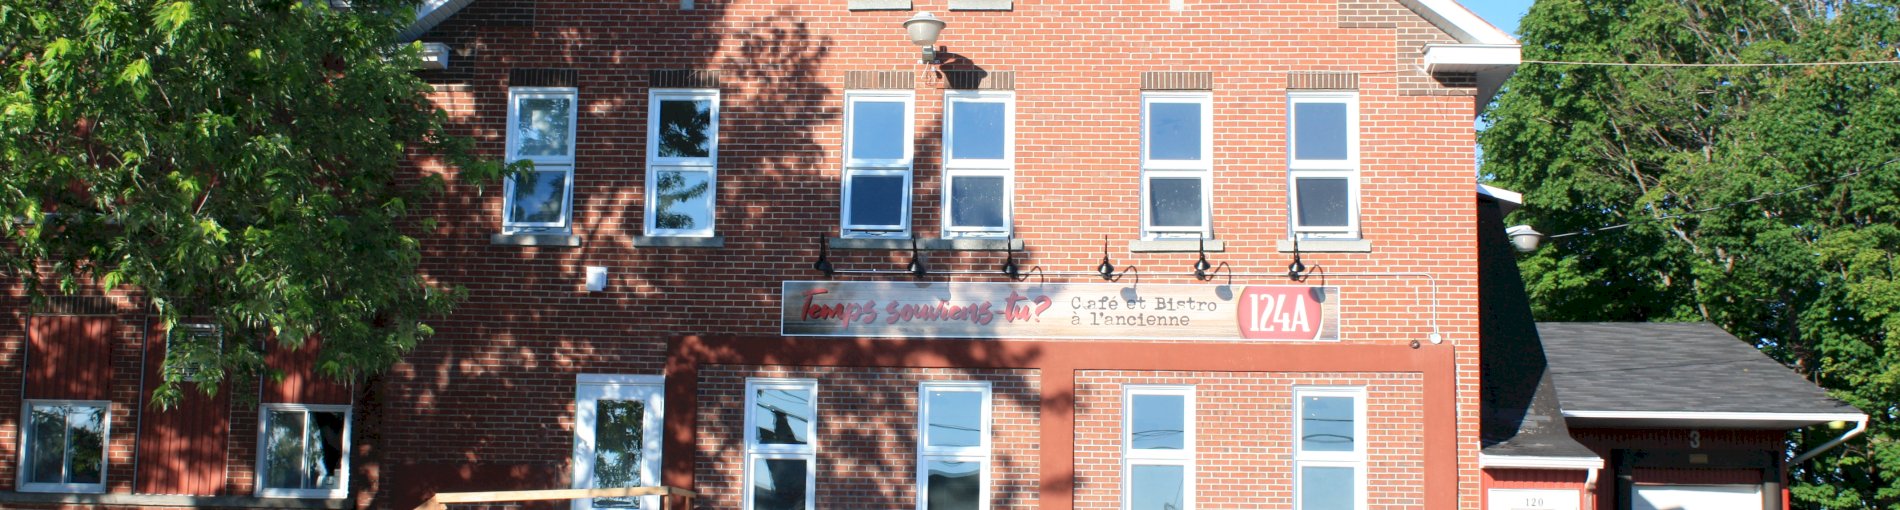 Temps souviens-tu?
Café et Bistro
à l'ancienne
124A
3
120